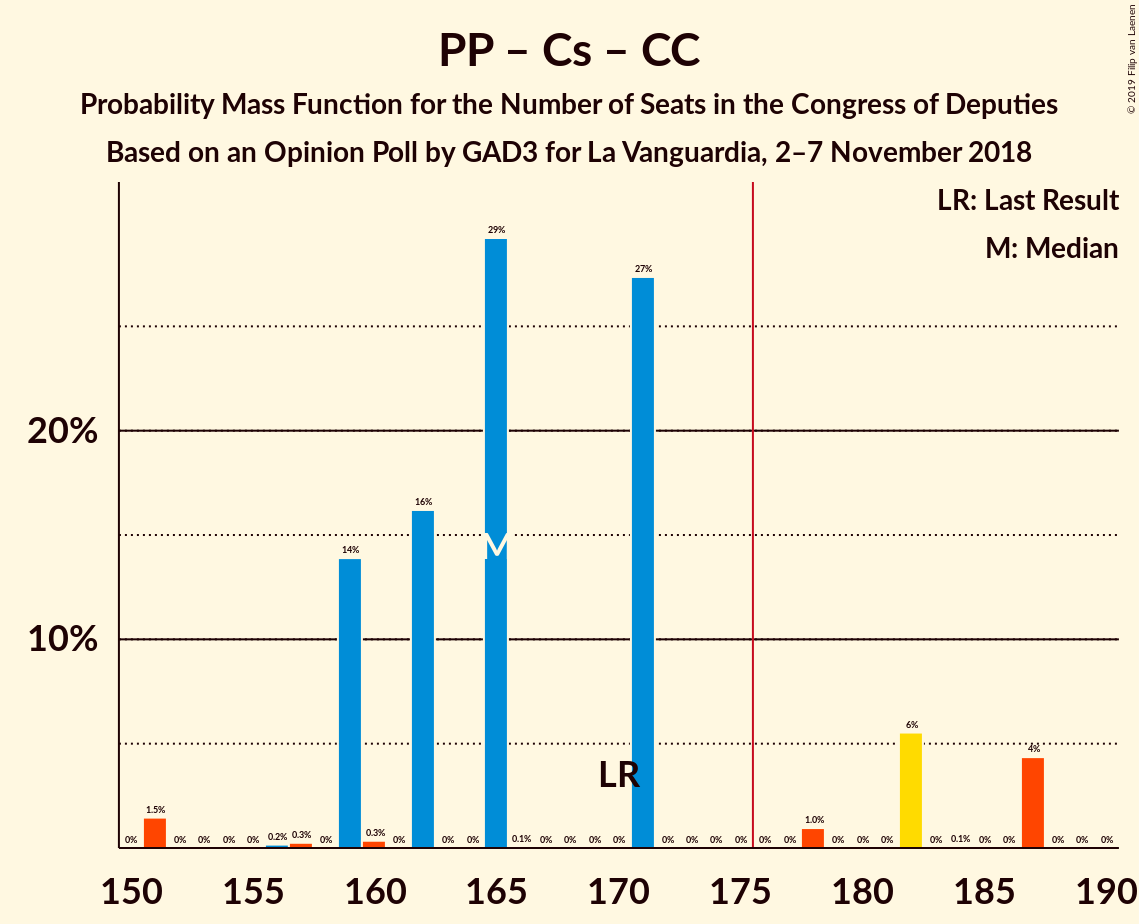 PP – Cs – CC
Probability Mass Function for the Number of Seats in the Congress of Deputies
Based on an Opinion Poll by GAD3 for La Vanguardia, 2–7 November 2018
© 2019 Filip van Laenen
LR: Last Result
M: Median
20%
10%
0% 1.5% 0% 0% 0% 0% 0.2% 0.3% 0% 14% 0.3% 0% 16% 0% 0% 29% 0.1% 0% 0% 0% 0% 27% 0% 0% 0% 0% 0% 0% 1.0% 0% 0% 0% 6% 0% 0.1% 0% 0% 4% 0% 0% 0%
M
LR
150 155 160 165 170 175 180 185 190